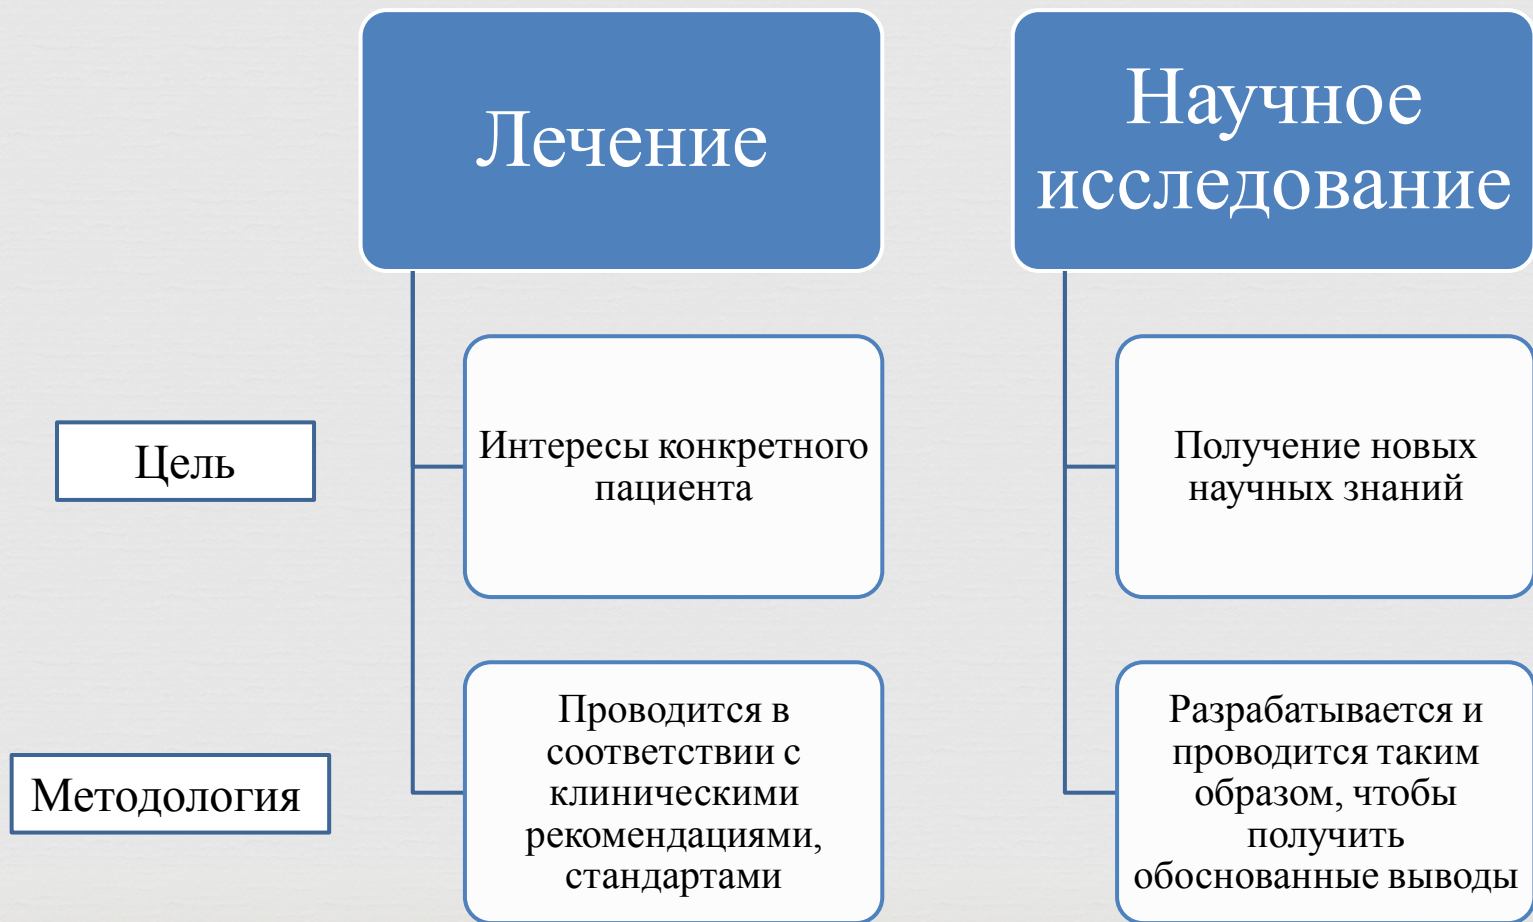 Лечение
Научное
исследование
Цель
Интересы конкретного
пациента
Получение новых
научных знаний
Методология
Проводится в
соответствии с
клиническими
рекомендациями,
стандартами
Разрабатывается и
проводится таким
образом, чтобы
получить
обоснованные выводы